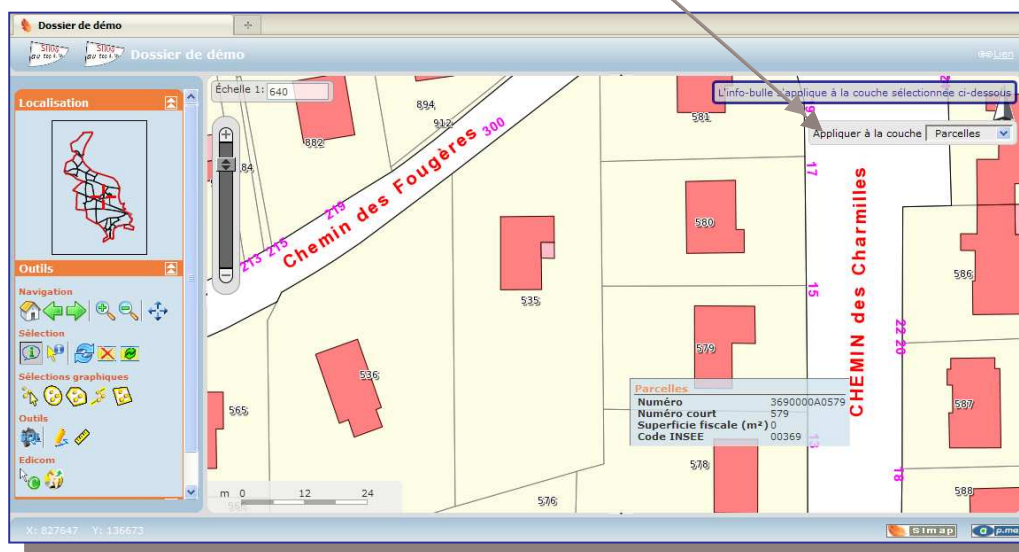 Dossier de démo
Dossier de démo
Lien
Localisation
Outils
Navigation
Sélection
Sélections graphiques
Outils
Edicom
Échelle 1: 640
L'info-bulle s'applique à la couche sélectionnée ci-dessous
Appliquer à la couche Parcelles
894
912
300
882
84
581
19
17
219
215
213
Chemin des Fougères
580
535
15
586
CHEMIN des Charmilles
22
20
579
536
565
587
Parcelles
Numéro 3690000A0579
Numéro court 579
Superficie fiscale (m²) 0
Code INSEE 00369
13
578
18
588
576
m 0 12 24
X: 827647 Y: 136673
Simap